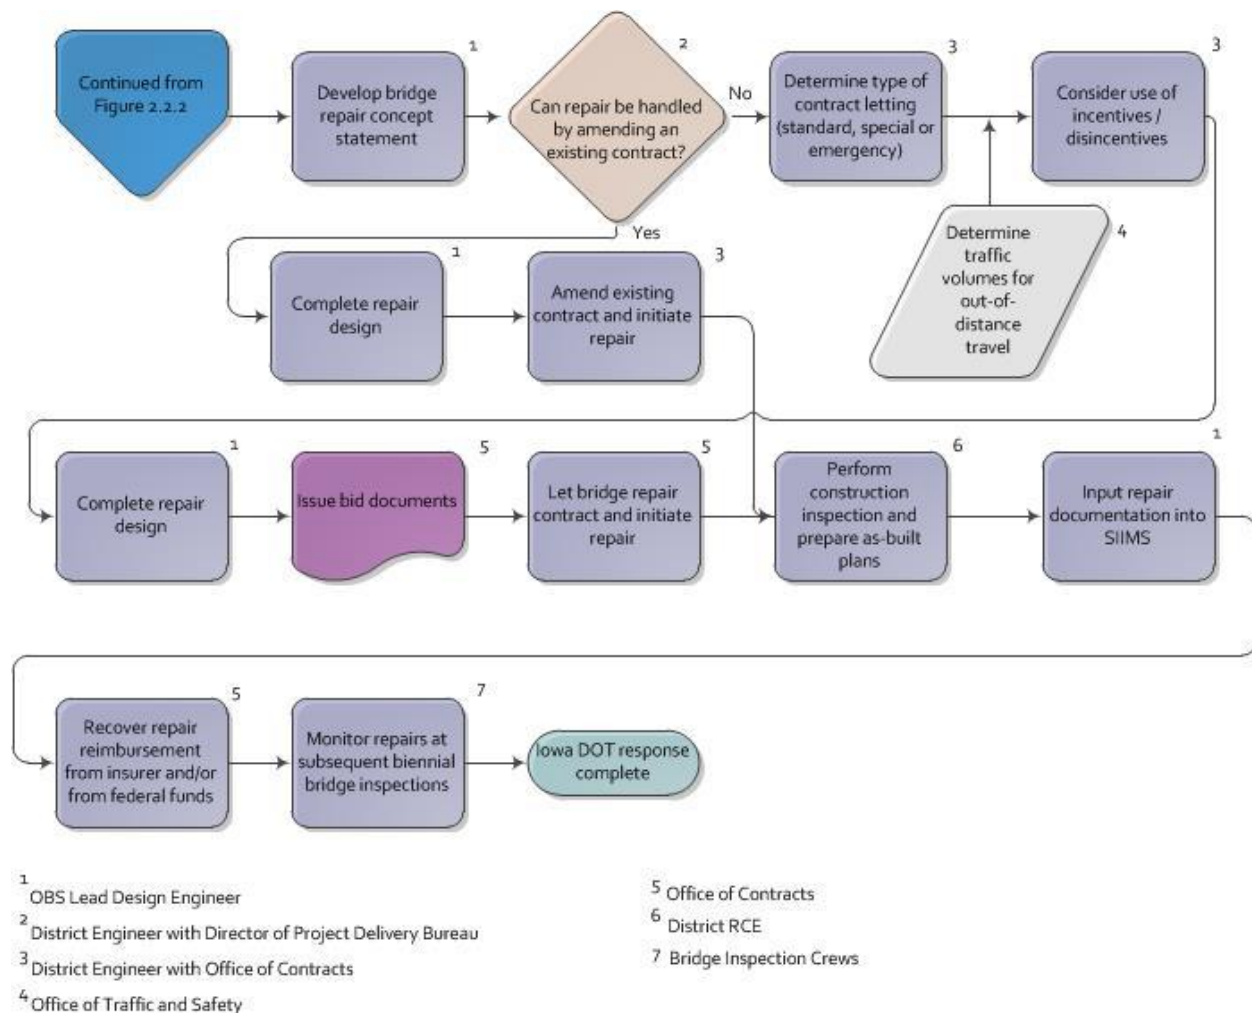 Continued from
Figure 2.2.2
1
Develop bridge
repair concept
statement
2
Can repair be handled
by amending an
existing contract?
No
3
Determine type of
contract letting
(standard, special or
emergency)
3
Consider use of
incentives /
disincentives
Yes
4
Determine
traffic
volumes for
out-of-
distance
travel
1
Complete repair
design
3
Amend existing
contract and initiate
repair
1
Complete repair
design
5
Issue bid documents
5
Let bridge repair
contract and initiate
repair
6
Perform
construction
inspection and
prepare as-built
plans
1
Input repair
documentation into
SIIMS
5
Recover repair
reimbursement
from insurer and/or
from federal funds
7
Monitor repairs at
subsequent biennial
bridge inspections
Iowa DOT response
complete
1 OBS Lead Design Engineer
2 District Engineer with Director of Project Delivery Bureau
3 District Engineer with Office of Contracts
4 Office of Traffic and Safety
5 Office of Contracts
6 District RCE
7 Bridge Inspection Crews